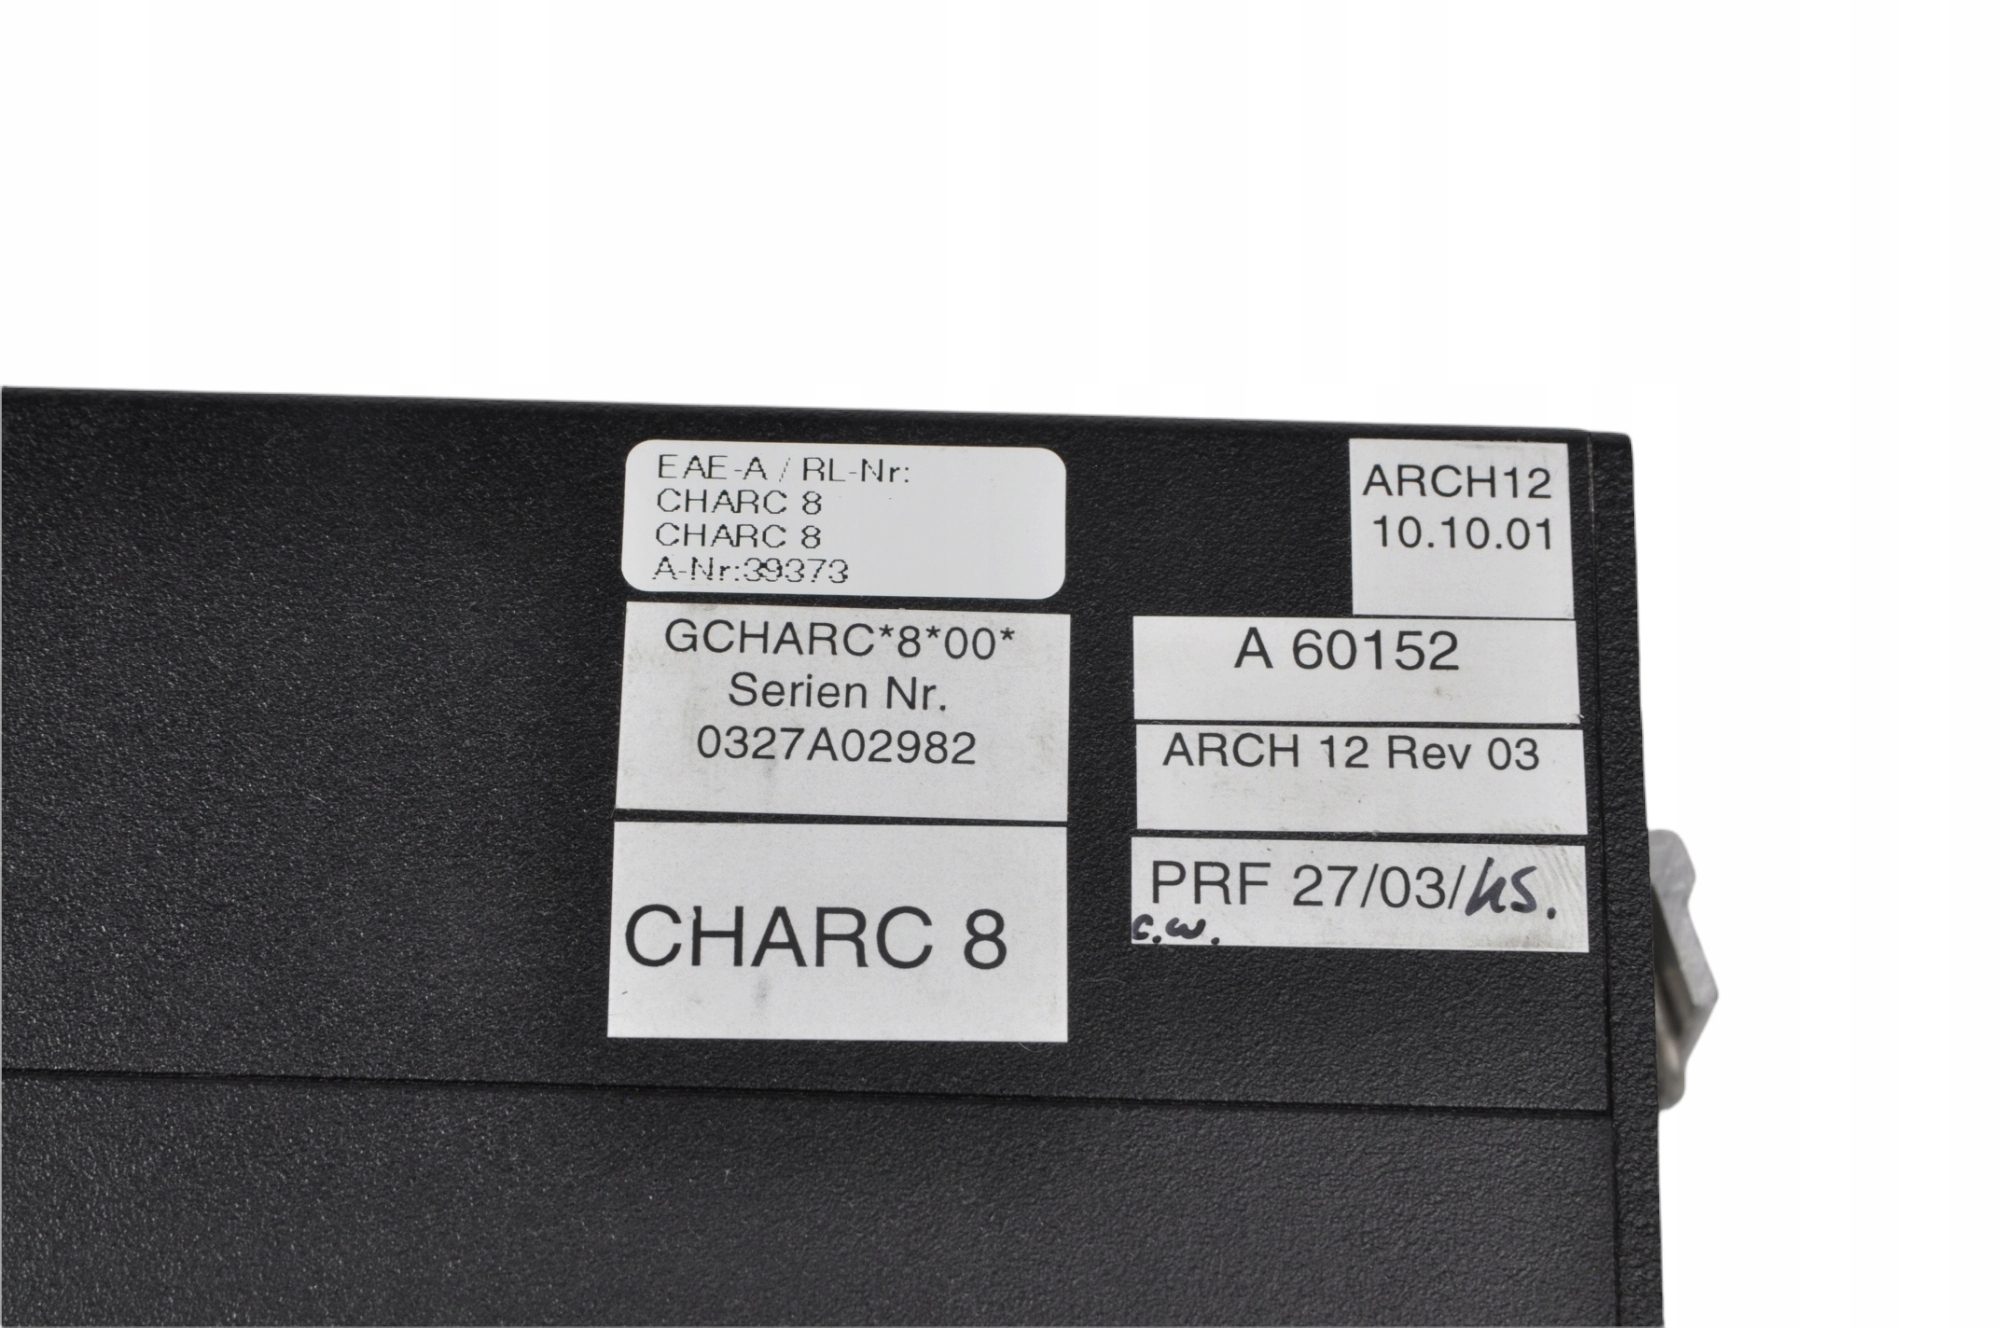 EAE-A / RL-Nr:
CHARC 8
CHARC 8
A-Nr:39373
GCHARC*8*00*
Serien Nr.
0327A02982
CHARC 8
ARCH12
10.10.01
A 60152
ARCH 12 Rev 03
PRF 27/03/
c.w.